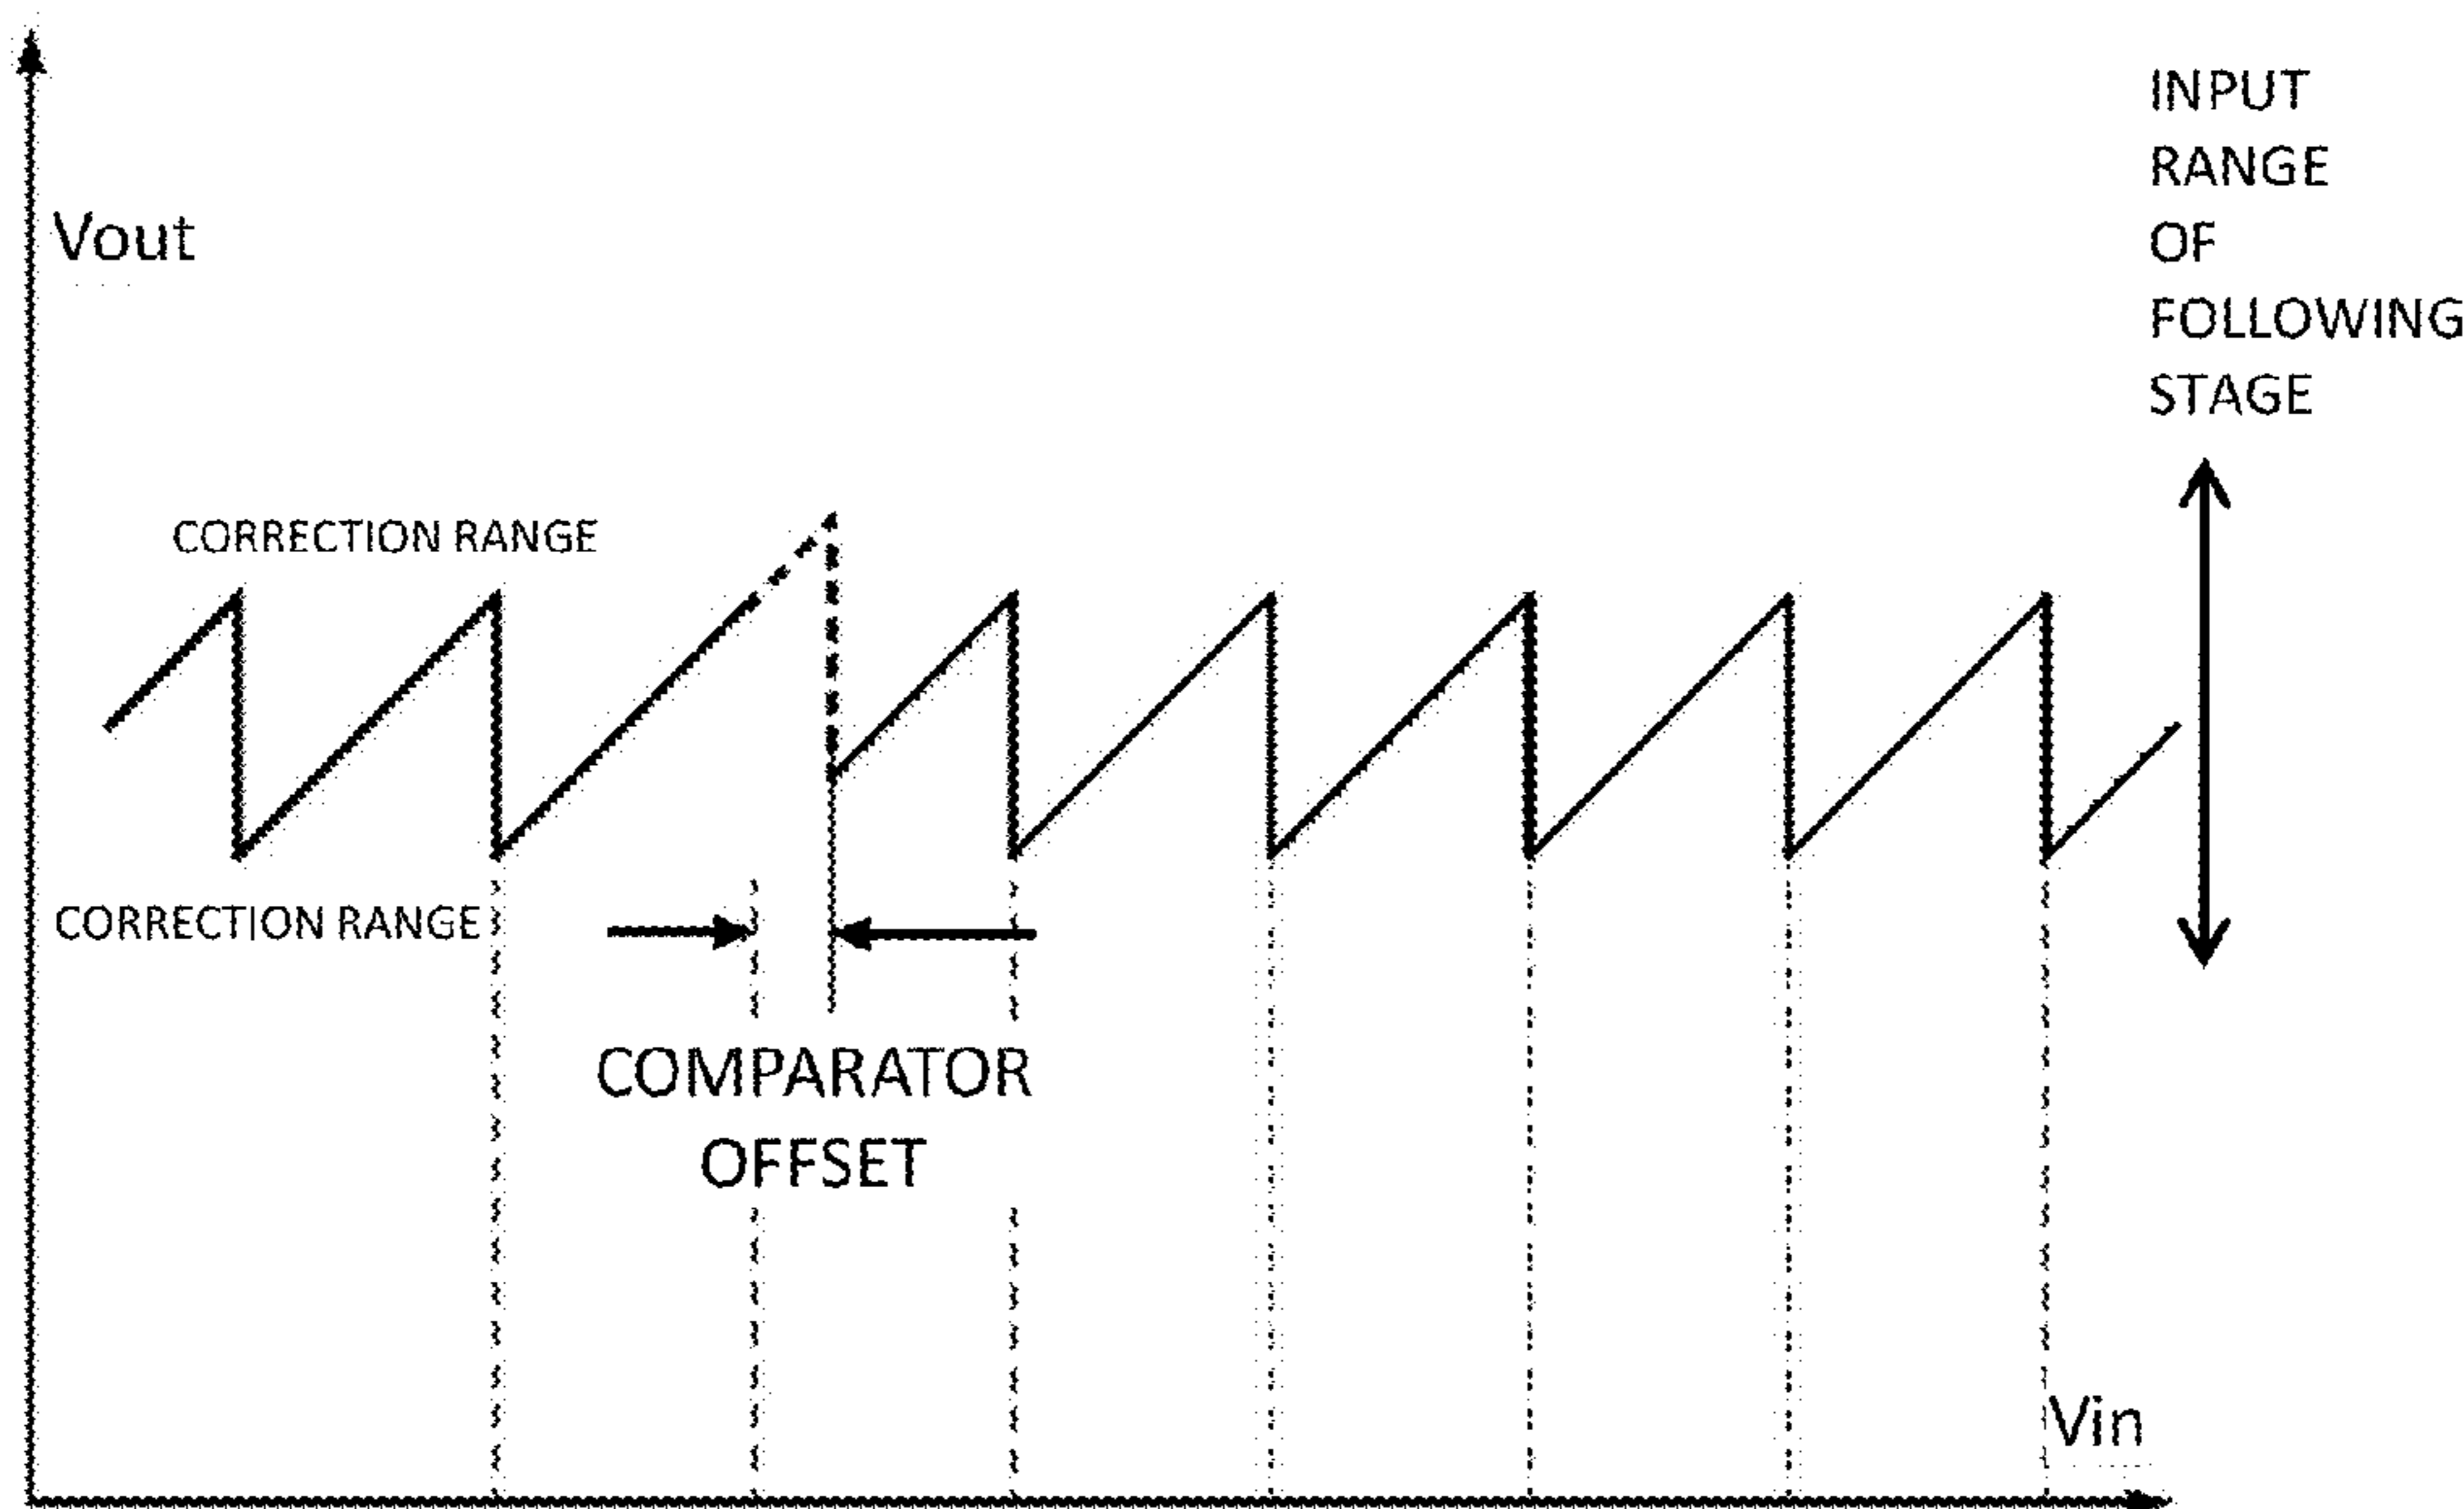 INPUT
RANGE
OF
FOLLOWING
STAGE
Vout
CORRECTION RANGE
CORRECTION RANGE
COMPARATOR
OFFSET
Vin